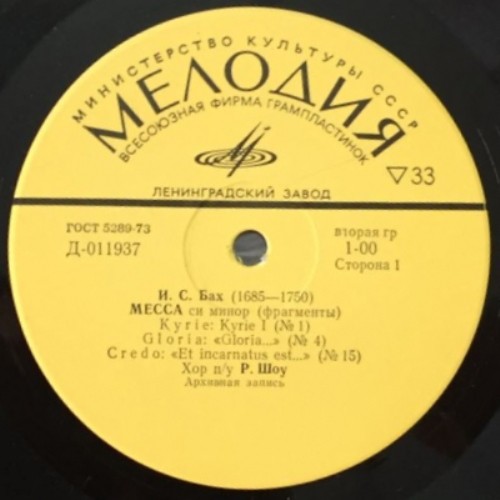 МИНИСТЕРСТВО КУЛЬТУРЫ СССР
МЕЛОДИЯ
ВСЕСОЮЗНАЯ ФИРМА ГРАМПЛАСТИНОК
▽33
ЛЕНИНГРАДСКИЙ ЗАВОД
ГОСТ 5289-73
Д-011937
вторая гр
1-00
Сторона 1
И. С. Бах (1685—1750)
МЕССА си минор (фрагменты)
Kyrie: Kyrie I (№ 1)
Gloria: «Gloria...» (№ 4)
Credo: «Et incarnatus est...» (№ 15)
Хор п/у Р. Шоу
Архивная запись